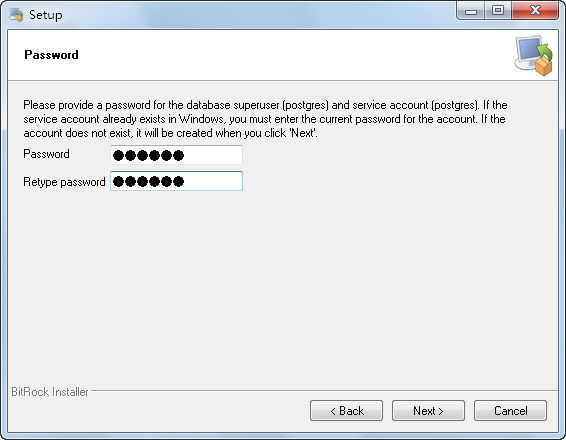 Setup
Password
Please provide a password for the database superuser (postgres) and service account (postgres). If the
service account already exists in Windows, you must enter the current password for the account. If the
account does not exist, it will be created when you click 'Next'.
Password ●●●●●●
Retype password ●●●●●●
BitRock Installer
< Back Next > Cancel